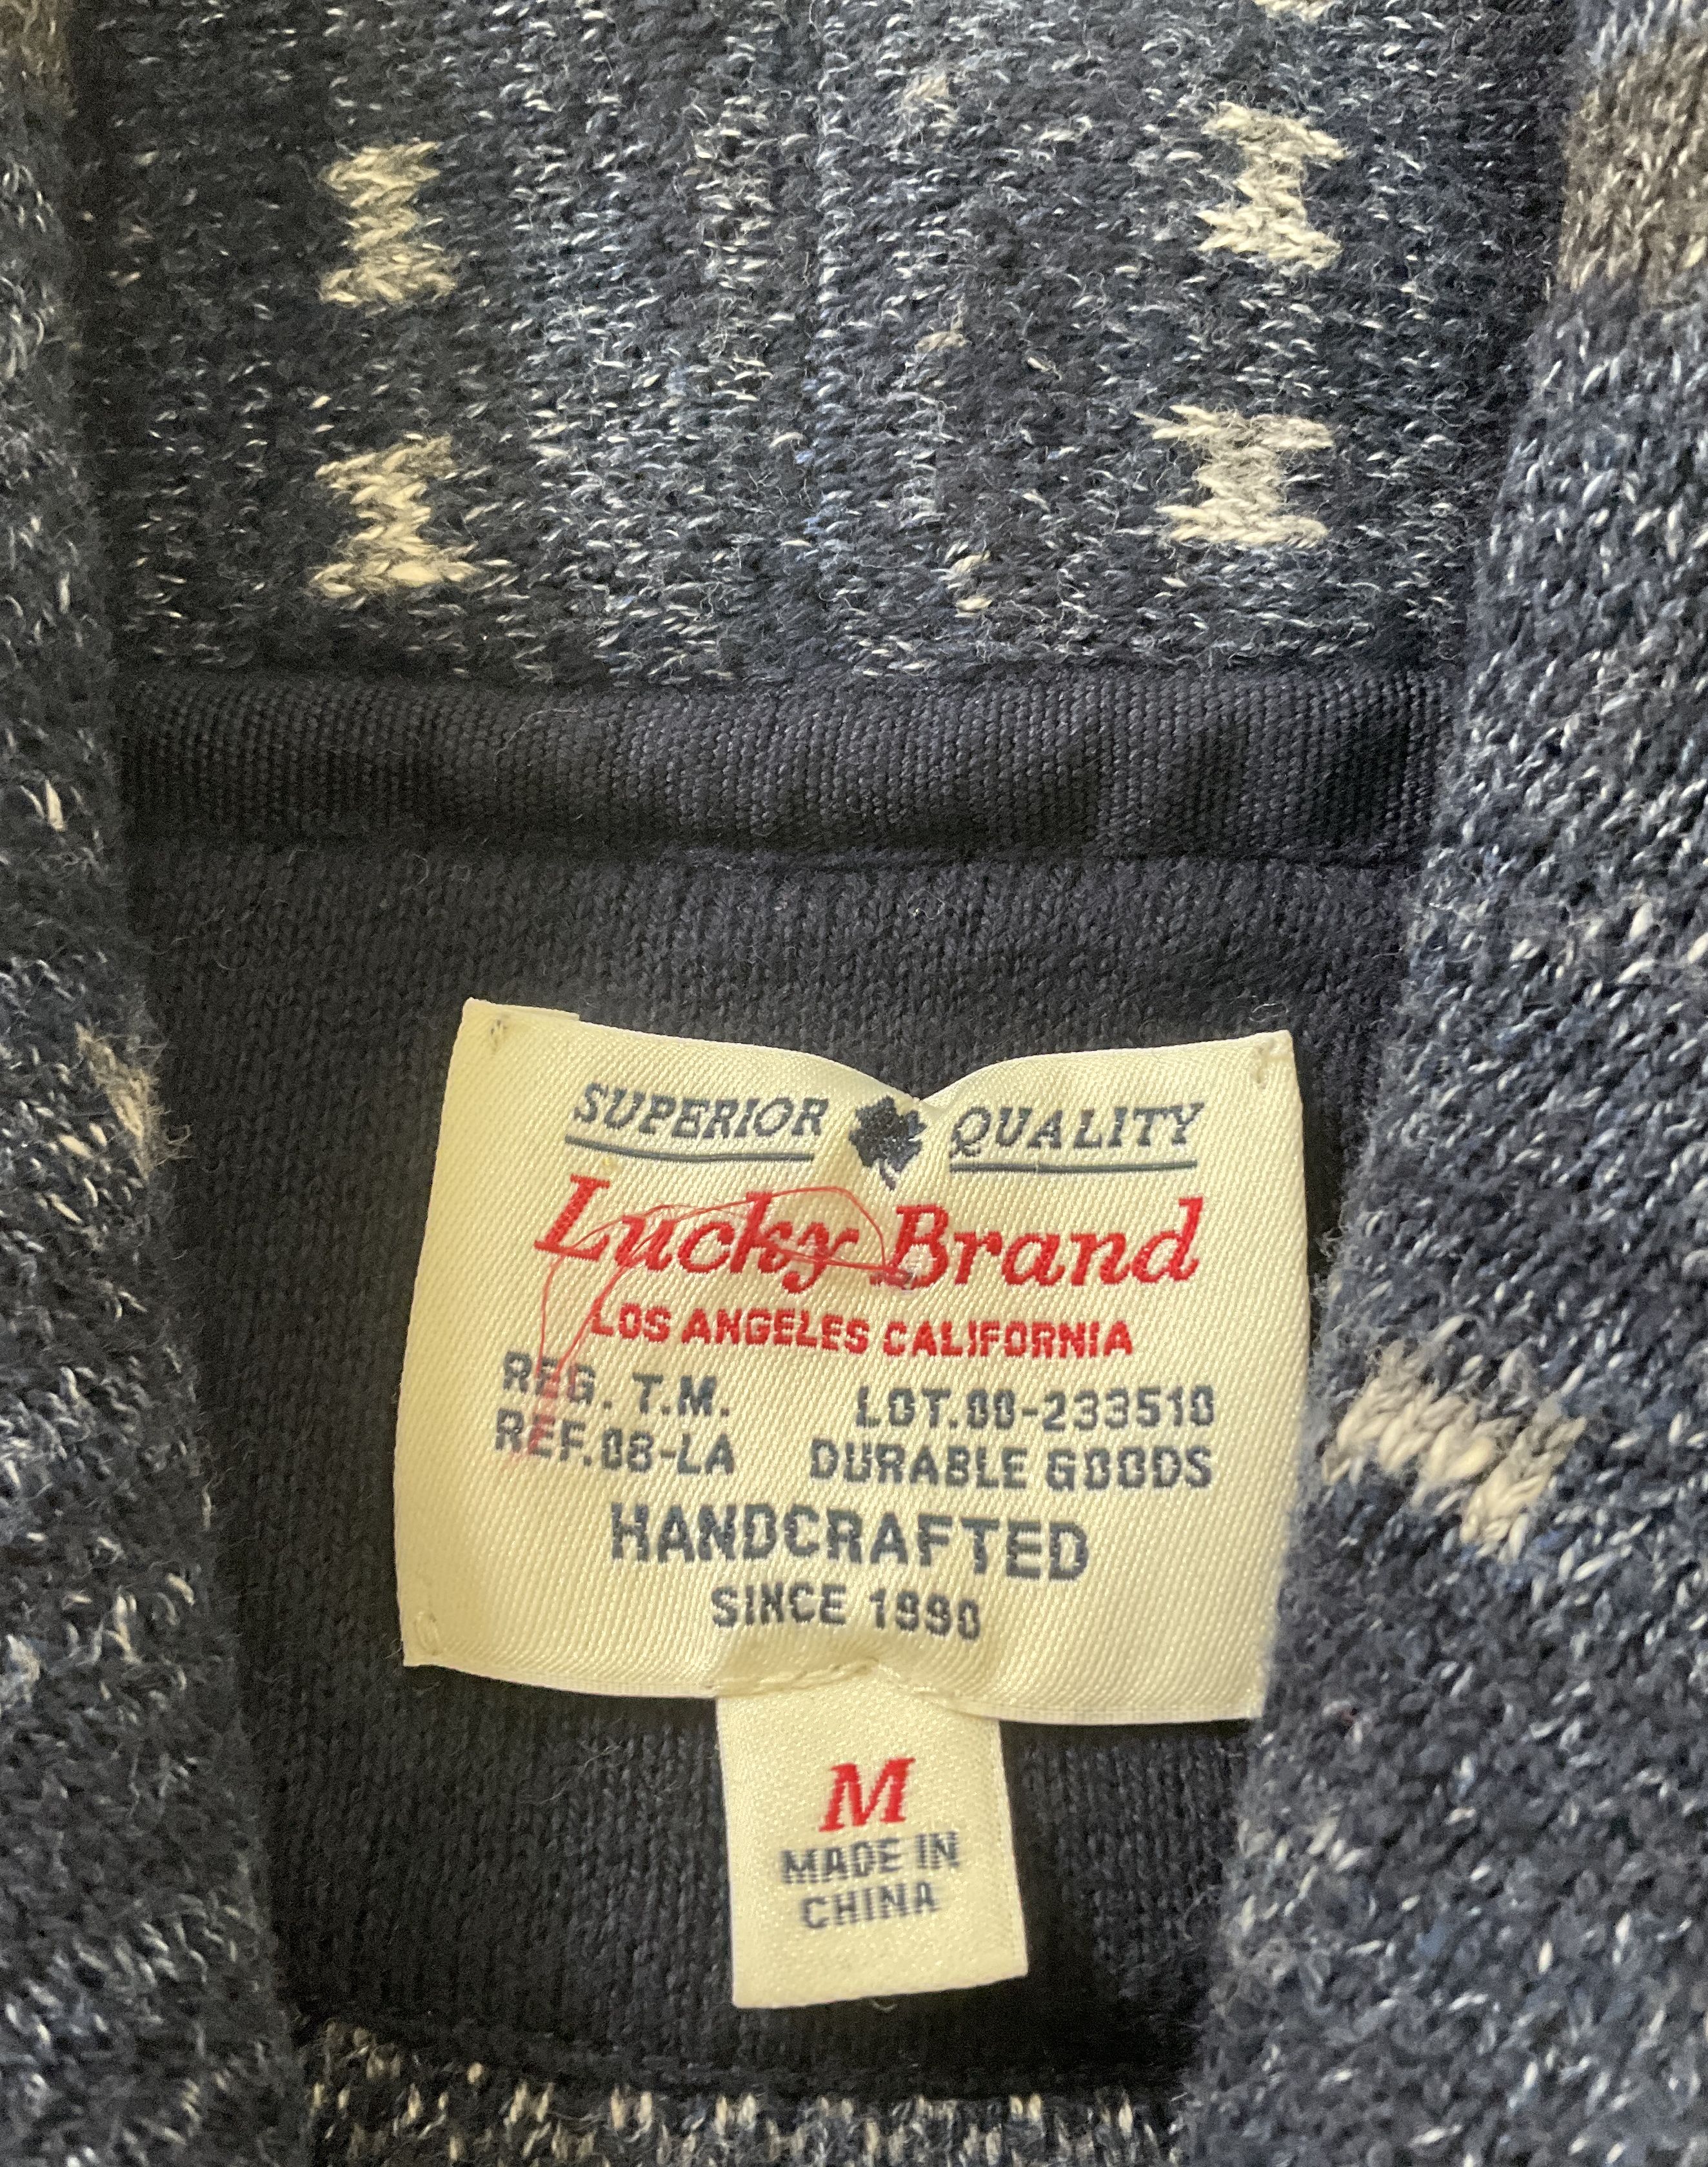 SUPERIOR QUALITY
Lucky Brand
LOS ANGELES CALIFORNIA
REG. T.M. LOT.00-233510
REF.08-LA DURABLE GOODS
HANDCRAFTED
SINCE 1990
M
MADE IN
CHINA